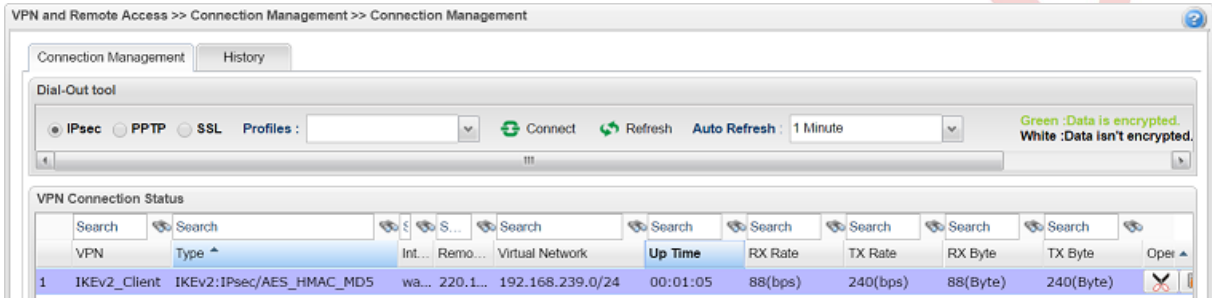 VPN and Remote Access >> Connection Management >> Connection Management
Connection Management History
Dial-Out tool
IPsec PPTP SSL Profiles : Connect Refresh Auto Refresh : 1 Minute
Green :Data is encrypted.
White :Data isn't encrypted.
VPN Connection Status
Search Search S S... Search Search Search Search Search Search
VPN Type Int... Remo... Virtual Network Up Time RX Rate TX Rate RX Byte TX Byte Oper
1 IKEv2_Client IKEv2:IPsec/AES_HMAC_MD5 wa... 220.1... 192.168.239.0/24 00:01:05 88(bps) 240(bps) 88(Byte) 240(Byte)